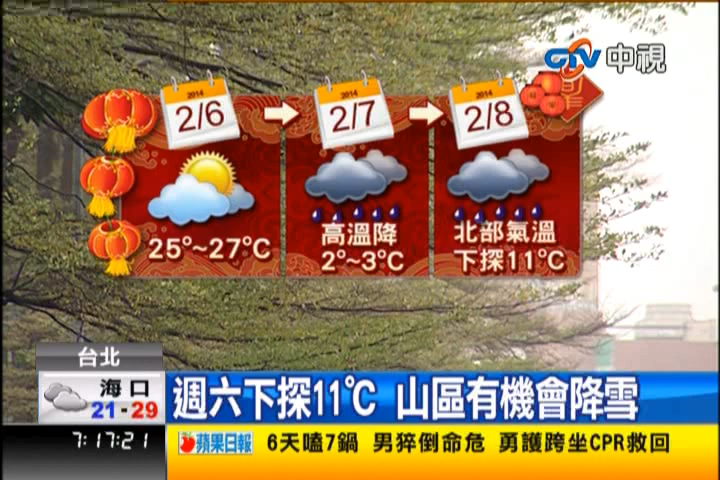 CTV 中視
2014
2/6
2014
2/7
2014
2/8
25°~27°C
高溫降
2°~3°C
北部氣溫
下探11°C
台北
海口
21-29
週六下探11℃ 山區有機會降雪
7:17:21
蘋果日報 6天嗑7鍋 男猝倒命危 勇護跨坐CPR救回